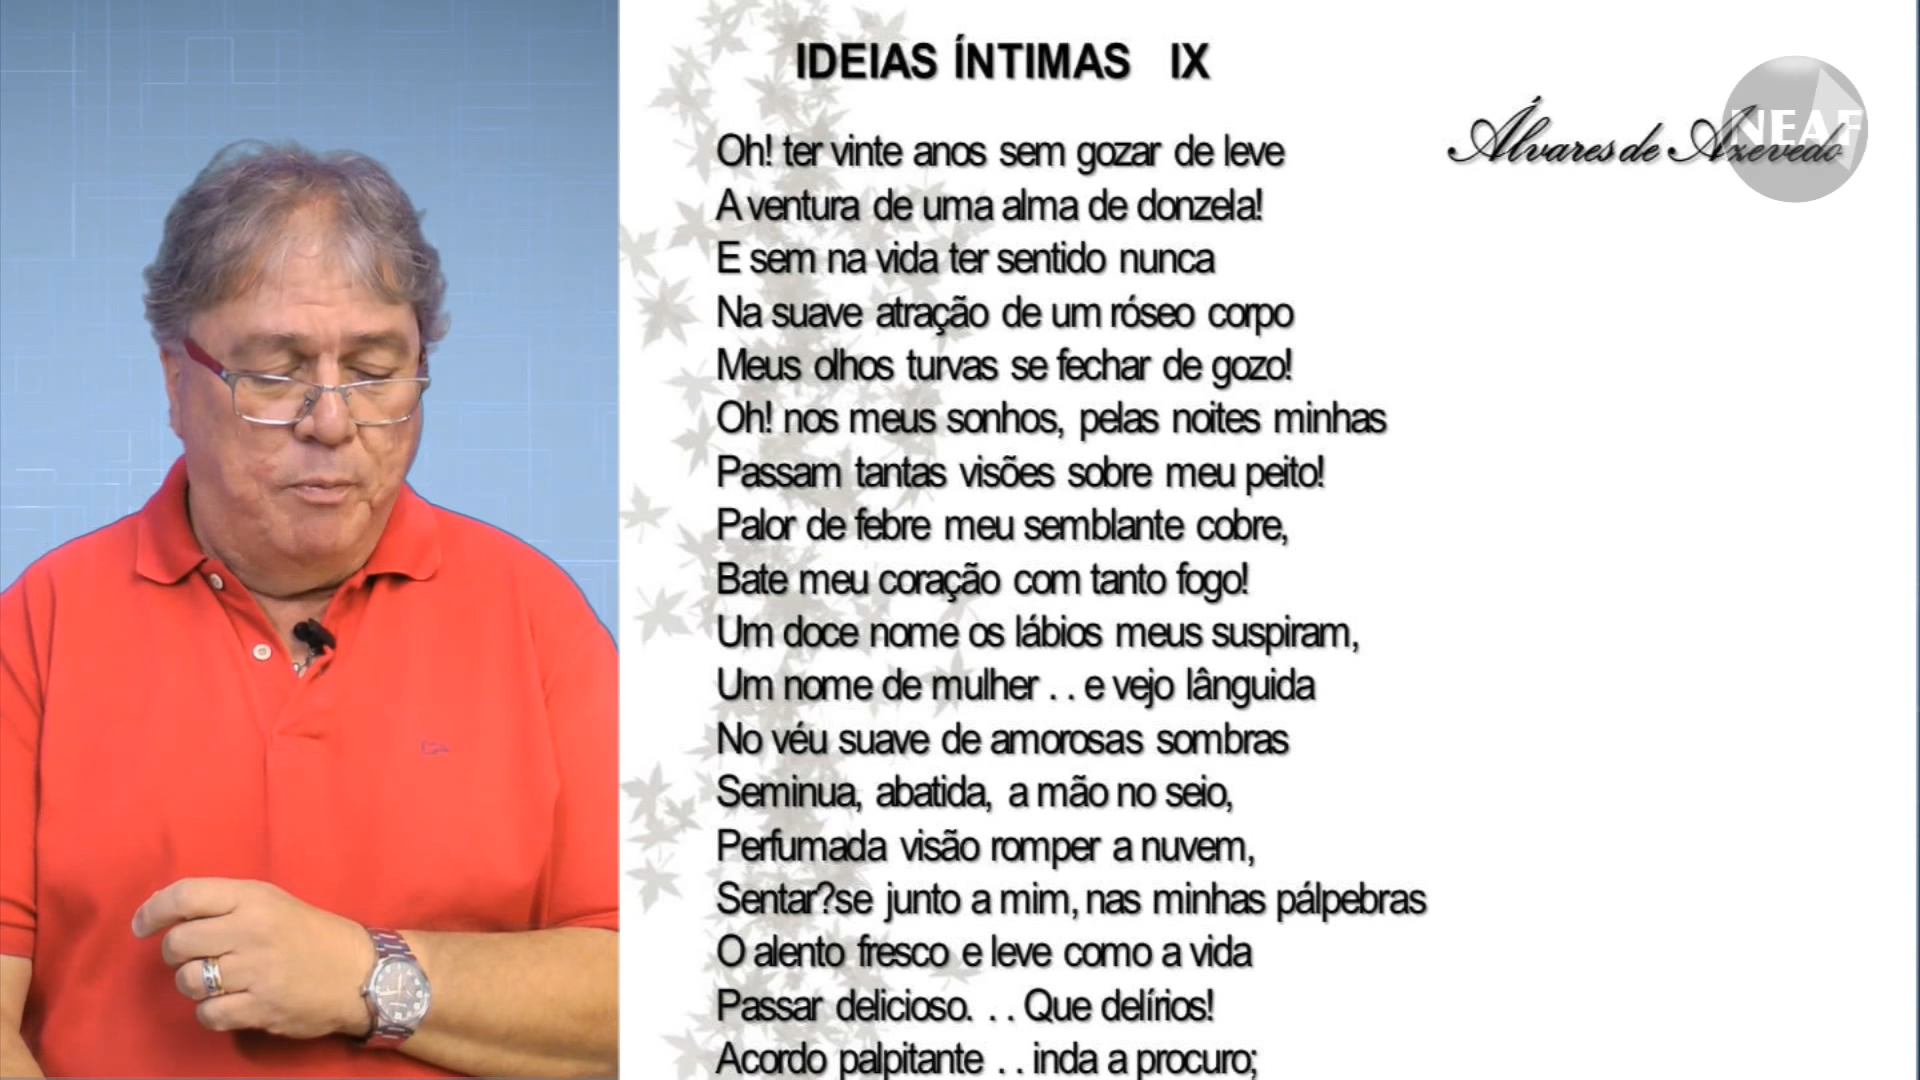 IDEIAS ÍNTIMAS IX
Álvares de Azevedo
NEAF
Oh! ter vinte anos sem gozar de leve
A ventura de uma alma de donzela!
E sem na vida ter sentido nunca
Na suave atração de um róseo corpo
Meus olhos turvas se fechar de gozo!
Oh! nos meus sonhos, pelas noites minhas
Passam tantas visões sobre meu peito!
Palor de febre meu semblante cobre,
Bate meu coração com tanto fogo!
Um doce nome os lábios meus suspiram,
Um nome de mulher . . e vejo lânguida
No véu suave de amorosas sombras
Seminua, abatida, a mão no seio,
Perfumada visão romper a nuvem,
Sentar?se junto a mim, nas minhas pálpebras
O alento fresco e leve como a vida
Passar delicioso. . . Que delírios!
Acordo palpitante . . inda a procuro;